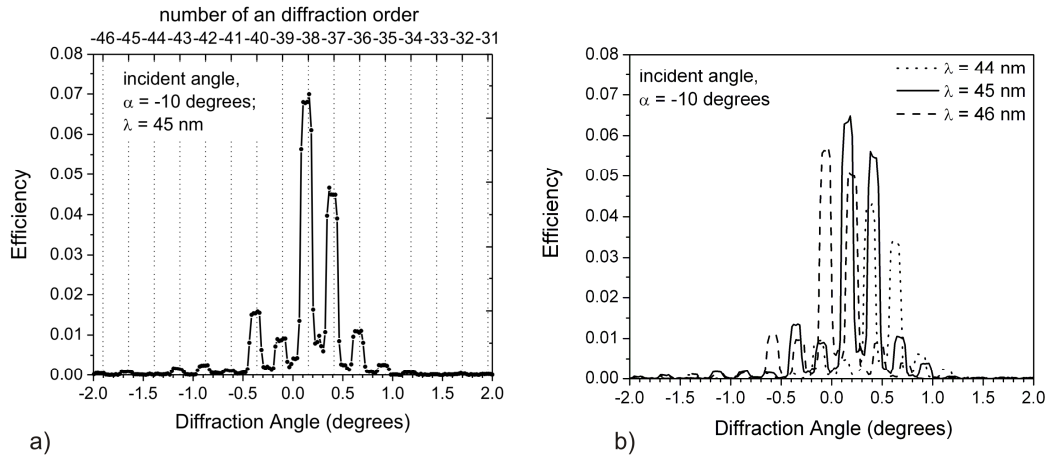 number of an diffraction order
-46 -45 -44 -43 -42 -41 -40 -39 -38 -37 -36 -35 -34 -33 -32 -31
0.08
0.07
0.06
0.05
0.04
0.03
0.02
0.01
0.00
Efficiency
incident angle,
α = -10 degrees;
λ = 45 nm
-2.0 -1.5 -1.0 -0.5 0.0 0.5 1.0 1.5 2.0
Diffraction Angle (degrees)
a)
0.08
0.07
0.06
0.05
0.04
0.03
0.02
0.01
0.00
Efficiency
incident angle,
α = -10 degrees
λ = 44 nm
λ = 45 nm
λ = 46 nm
-2.0 -1.5 -1.0 -0.5 0.0 0.5 1.0 1.5 2.0
Diffraction Angle (degrees)
b)